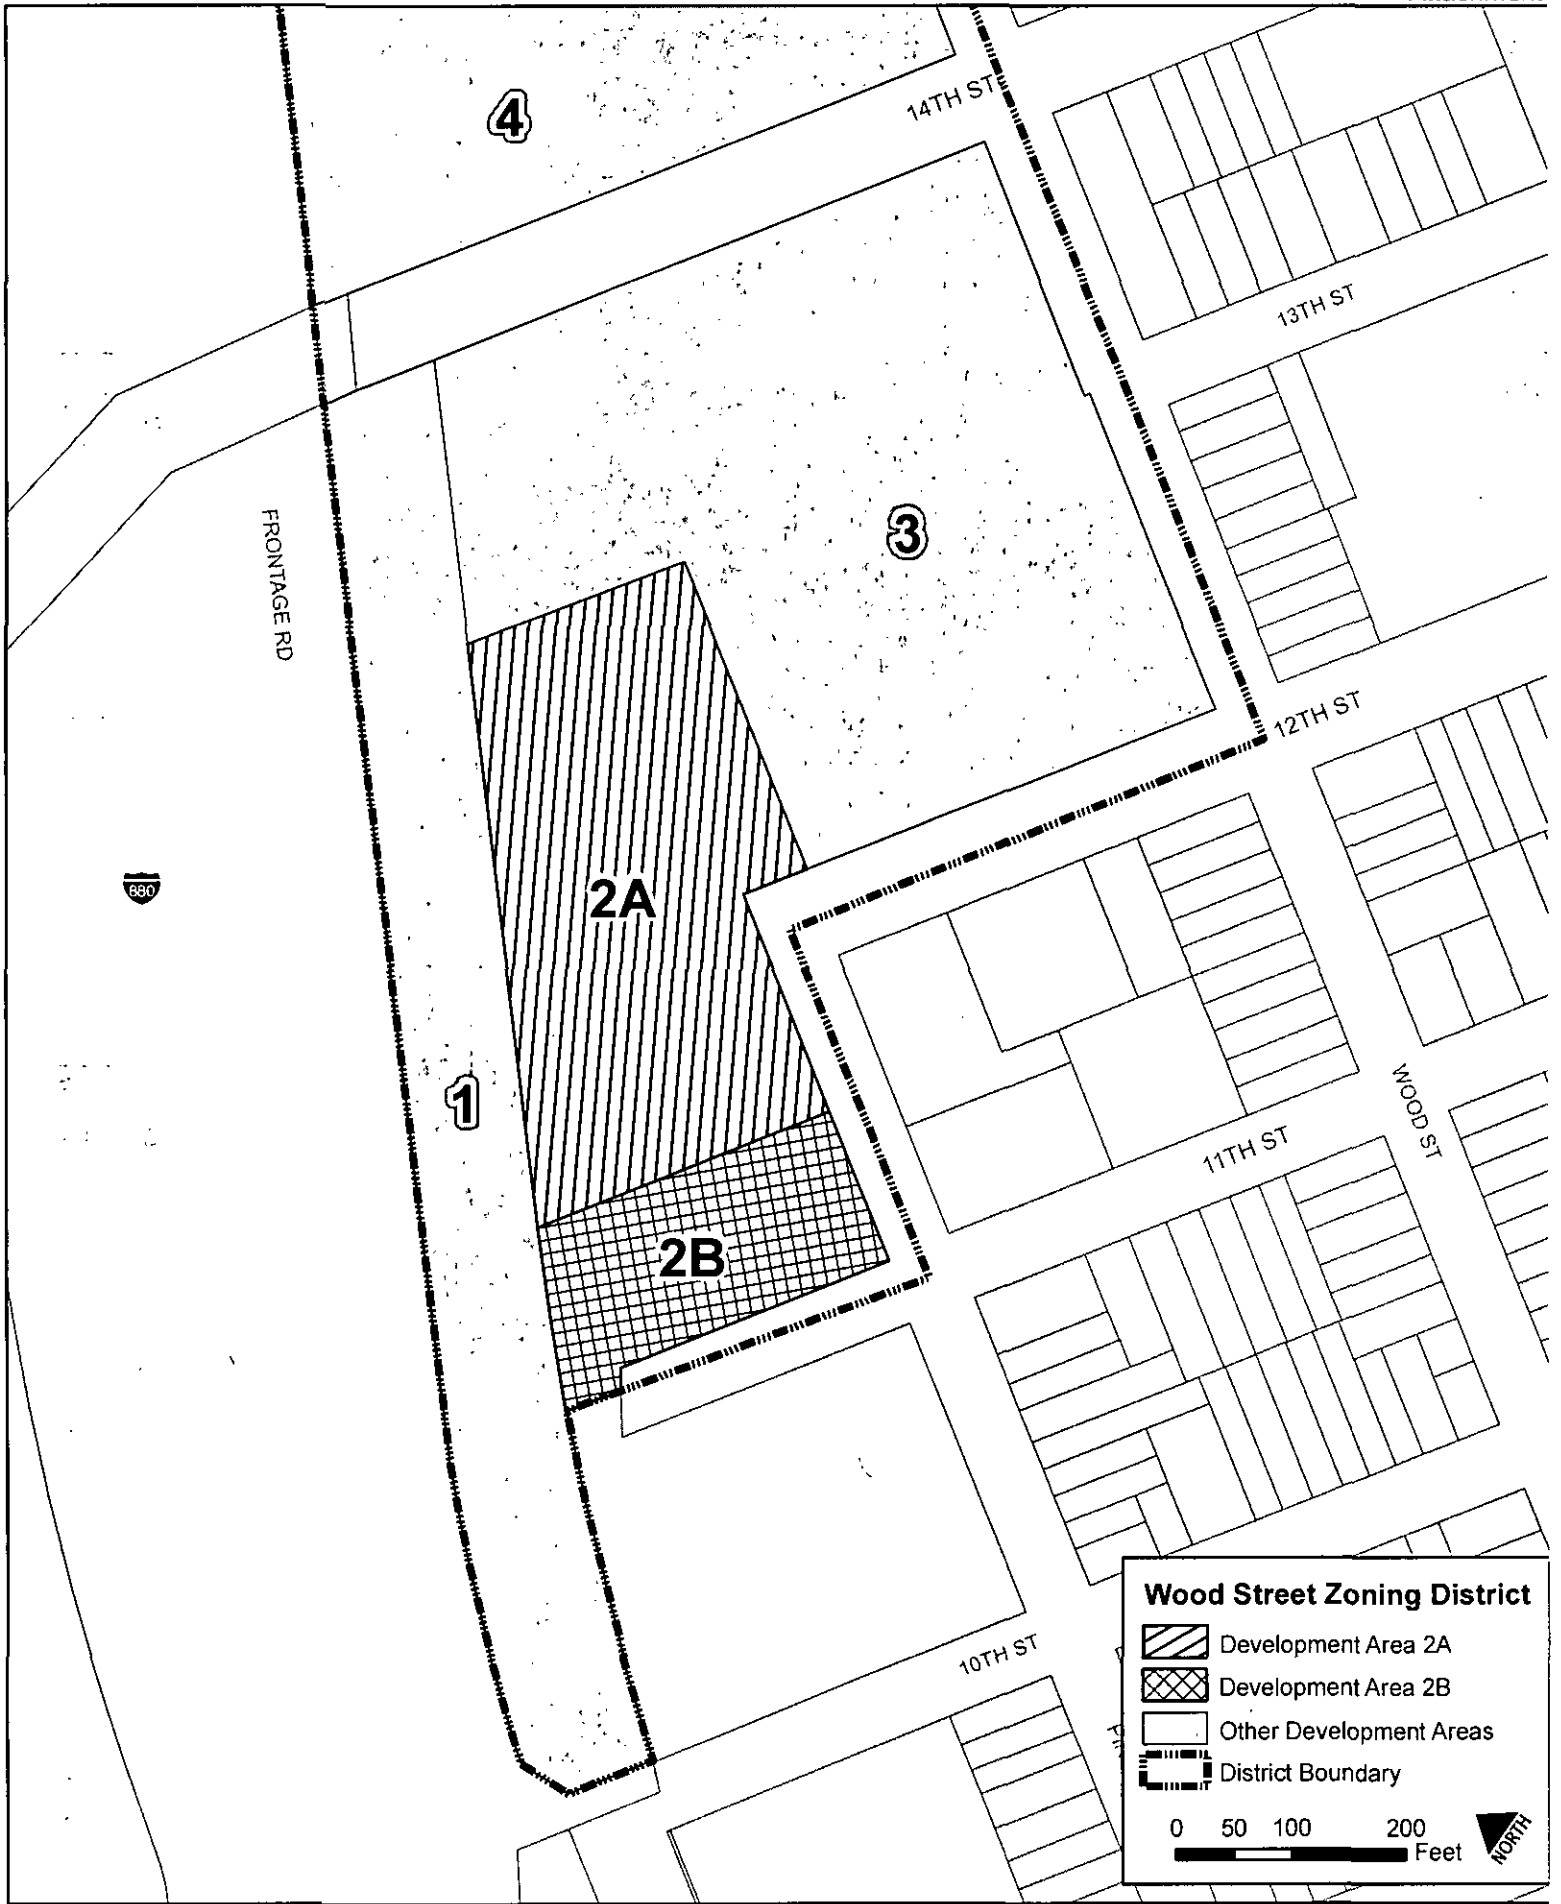 4
14TH ST
13TH ST
FRONTAGE RD
3
12TH ST
880
2A
1
WOOD ST
11TH ST
2B
10TH ST
Wood Street Zoning District
Development Area 2A
Development Area 2B
Other Development Areas
District Boundary
0 50 100 200
Feet
NORTH